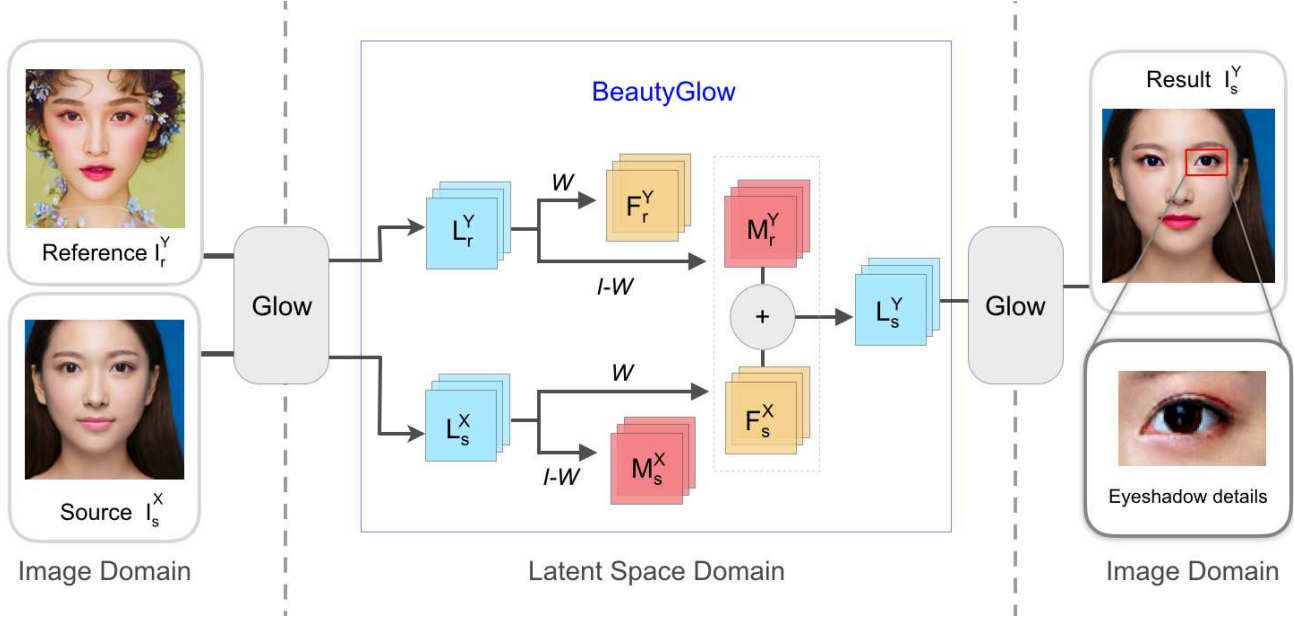 Reference I_r^Y
Source I_s^X
Image Domain
Glow
BeautyGlow
L_r^Y
W
F_r^Y
I-W
M_r^Y
+
L_s^Y
L_s^X
W
F_s^X
I-W
M_s^X
Latent Space Domain
Glow
Result I_s^Y
Eyeshadow details
Image Domain